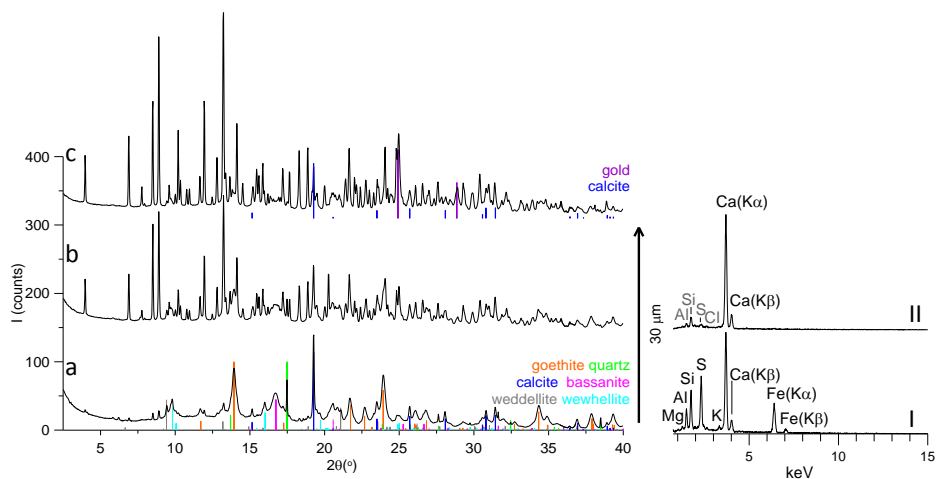 c
400
gold
calcite
300
b
200
100
a
goethite quartz
calcite bassanite
weddellite wewhellite
0
5 10 15 20 25 30 35 40
2θ(º)
I (counts)
30 μm
Ca(Kα)
Ca(Kβ)
Si
Al
S
Cl
II
Ca(Kβ)
S
Si
Al
Mg
K
Fe(Kα)
Fe(Kβ)
I
5 10 15
keV